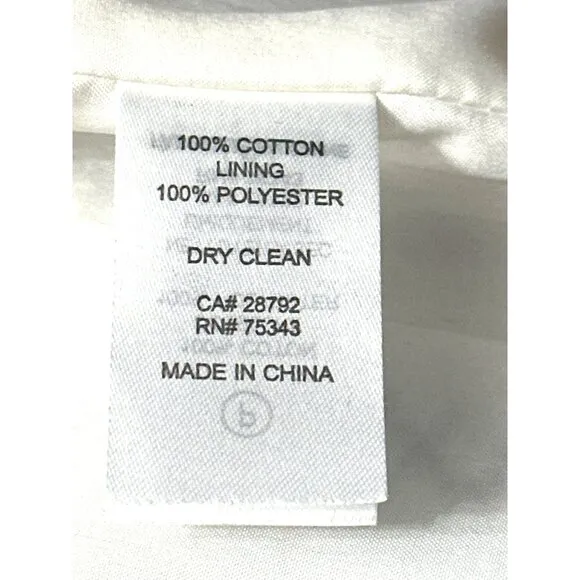 100% COTTON
LINING
100% POLYESTER
DRY CLEAN
CA# 28792
RN# 75343
MADE IN CHINA